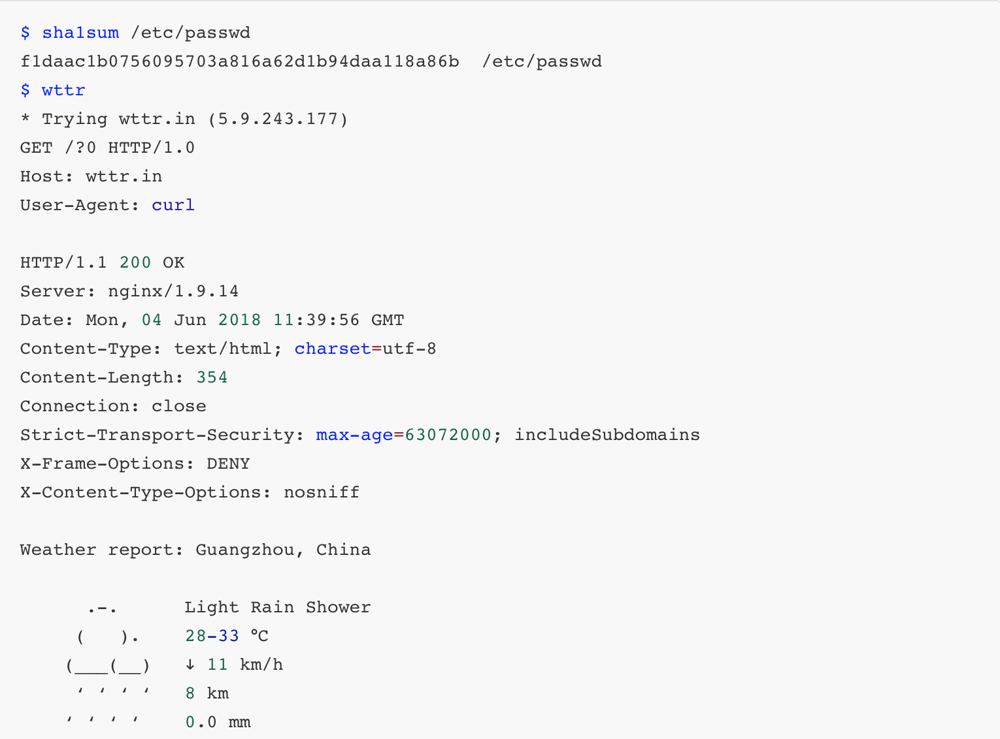 $ sha1sum /etc/passwd
f1daac1b0756095703a816a62d1b94daa118a86b  /etc/passwd
$ wttr
* Trying wttr.in (5.9.243.177)
GET /?0 HTTP/1.0
Host: wttr.in
User-Agent: curl

HTTP/1.1 200 OK
Server: nginx/1.9.14
Date: Mon, 04 Jun 2018 11:39:56 GMT
Content-Type: text/html; charset=utf-8
Content-Length: 354
Connection: close
Strict-Transport-Security: max-age=63072000; includeSubdomains
X-Frame-Options: DENY
X-Content-Type-Options: nosniff

Weather report: Guangzhou, China

      .-.      Light Rain Shower
     (   ).    28-33 °C
    (___(__)   ↓ 11 km/h
     ‘ ‘ ‘ ‘   8 km
    ‘ ‘ ‘ ‘    0.0 mm